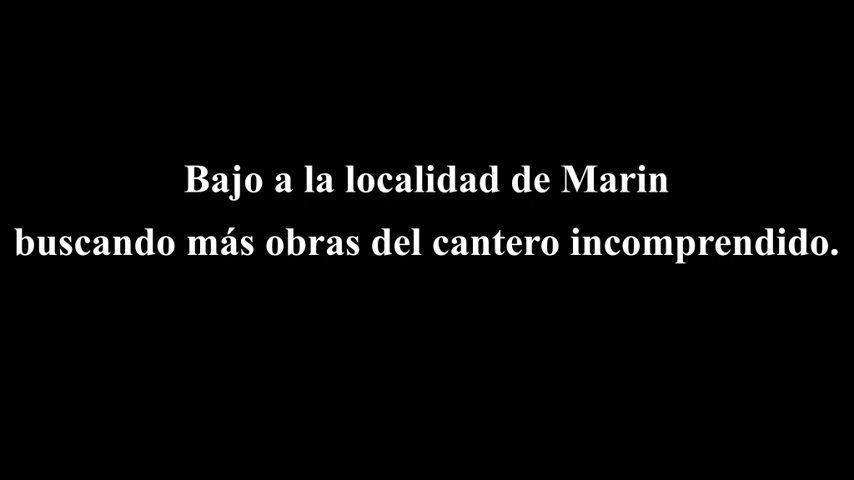 Bajo a la localidad de Marin
buscando más obras del cantero incomprendido.